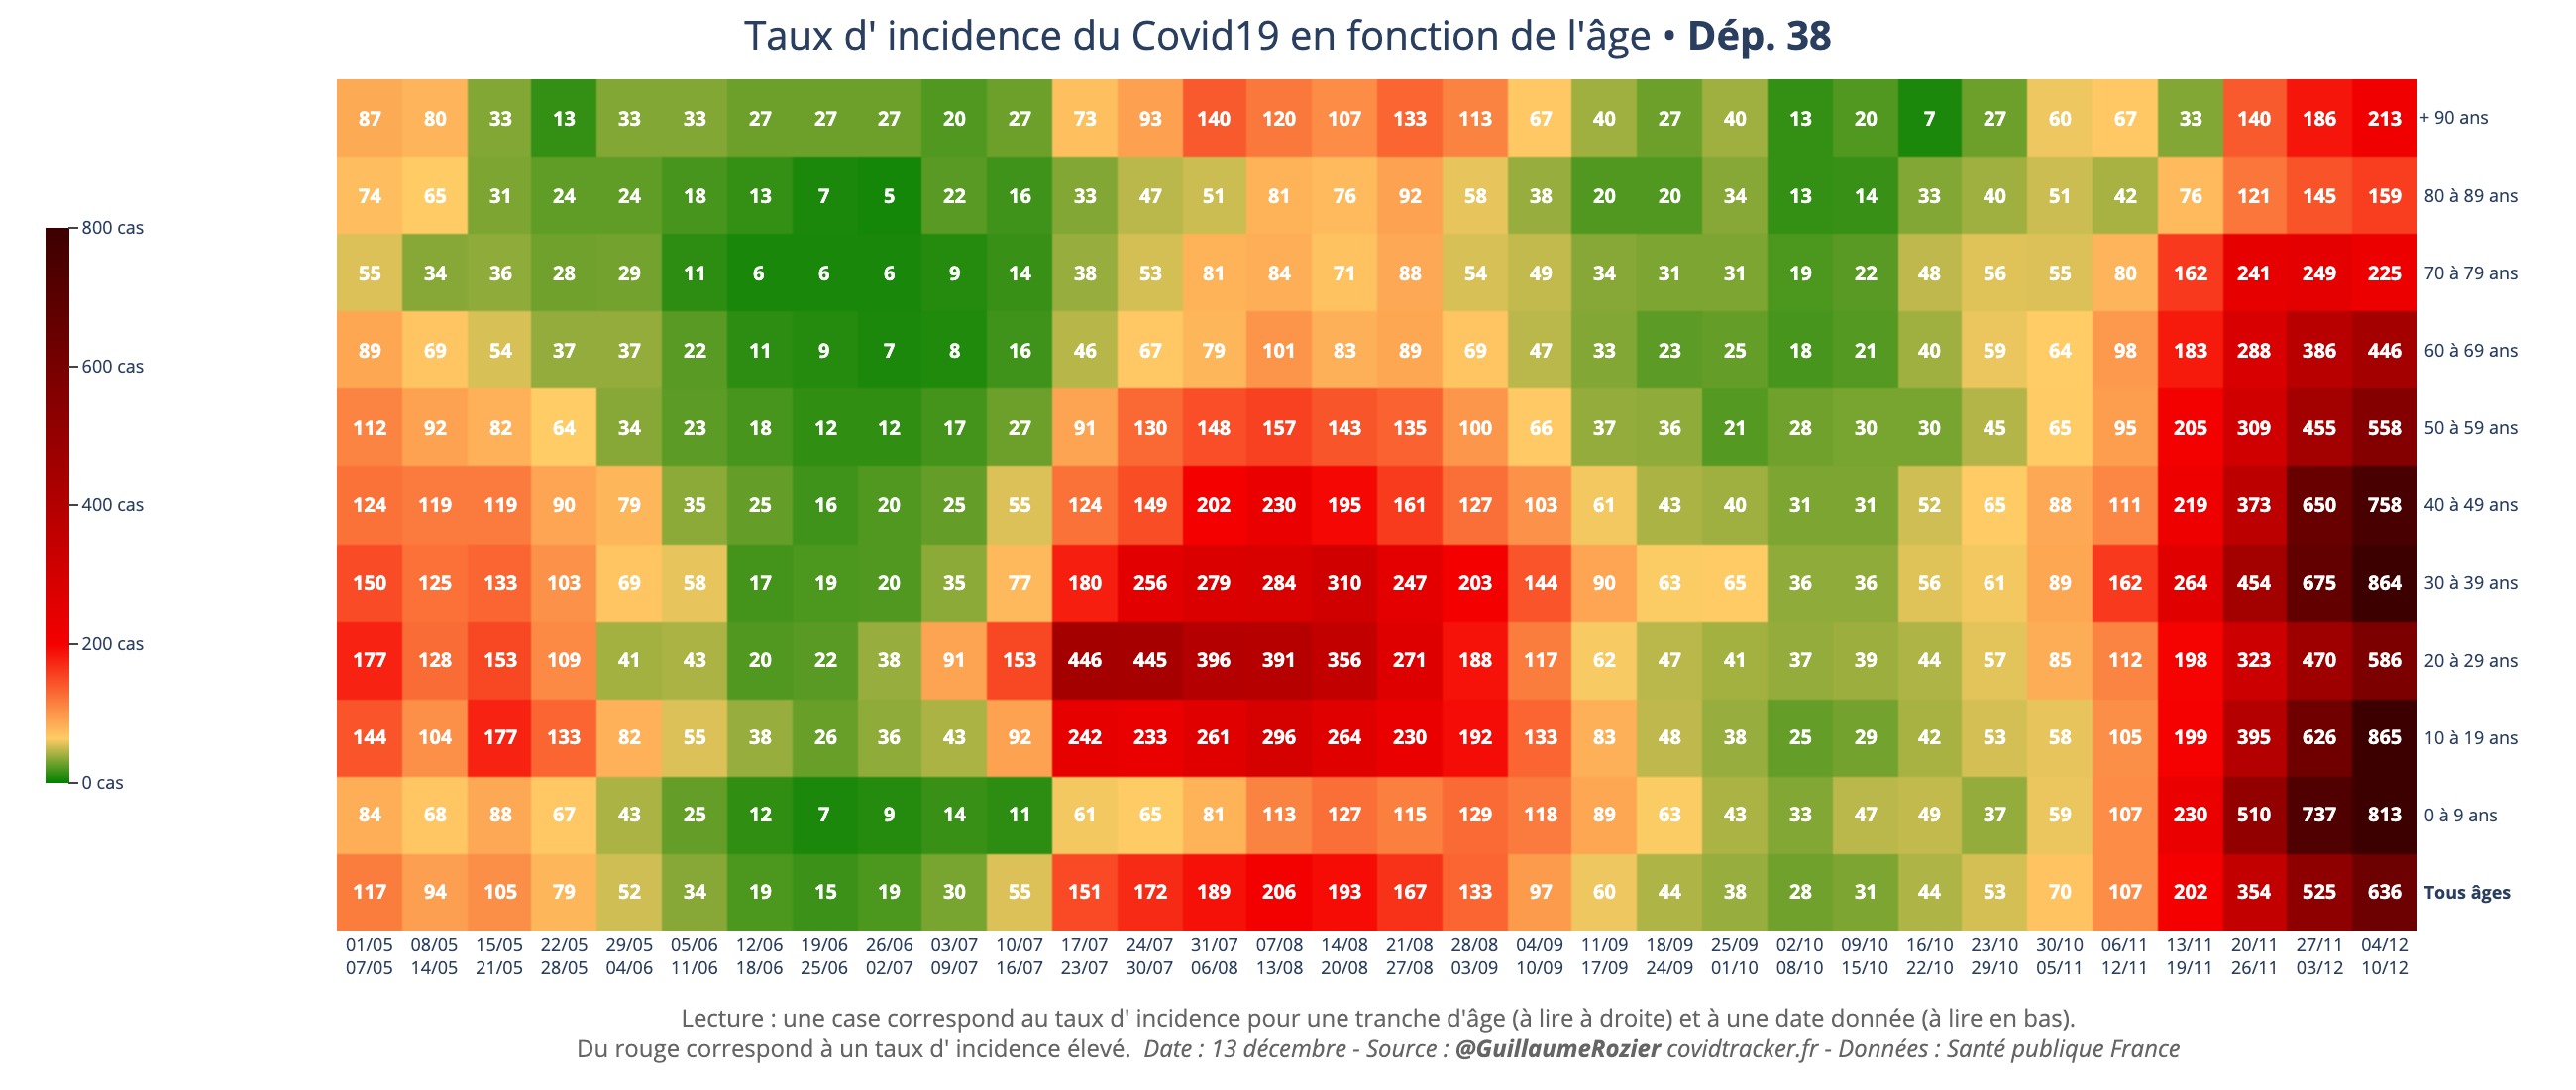 Taux d' incidence du Covid19 en fonction de l'âge • Dép. 38
87 80 33 13 33 33 27 27 27 20 27 73 93 140 120 107 133 113 67 40 27 40 13 20 7 27 60 67 33 140 186 213 + 90 ans
74 65 31 24 24 18 13 7 5 22 16 33 47 51 81 76 92 58 38 20 20 34 13 14 33 40 51 42 76 121 145 159 80 à 89 ans
55 34 36 28 29 11 6 6 6 9 14 38 53 81 84 71 88 54 49 34 31 31 19 22 48 56 55 80 162 241 249 225 70 à 79 ans
89 69 54 37 37 22 11 9 7 8 16 46 67 79 101 83 89 69 47 33 23 25 18 21 40 59 64 98 183 288 386 446 60 à 69 ans
112 92 82 64 34 23 18 12 12 17 27 91 130 148 157 143 135 100 66 37 36 21 28 30 30 45 65 95 205 309 455 558 50 à 59 ans
124 119 119 90 79 35 25 16 20 25 55 124 149 202 230 195 161 127 103 61 43 40 31 31 52 65 88 111 219 373 650 758 40 à 49 ans
150 125 133 103 69 58 17 19 20 35 77 180 256 279 284 310 247 203 144 90 63 65 36 36 56 61 89 162 264 454 675 864 30 à 39 ans
177 128 153 109 41 43 20 22 38 91 153 446 445 396 391 356 271 188 117 62 47 41 37 39 44 57 85 112 198 323 470 586 20 à 29 ans
144 104 177 133 82 55 38 26 36 43 92 242 233 261 296 264 230 192 133 83 48 38 25 29 42 53 58 105 199 395 626 865 10 à 19 ans
84 68 88 67 43 25 12 7 9 14 11 61 65 81 113 127 115 129 118 89 63 43 33 47 49 37 59 107 230 510 737 813 0 à 9 ans
117 94 105 79 52 34 19 15 19 30 55 151 172 189 206 193 167 133 97 60 44 38 28 31 44 53 70 107 202 354 525 636 Tous âges
01/05 08/05 15/05 22/05 29/05 05/06 12/06 19/06 26/06 03/07 10/07 17/07 24/07 31/07 07/08 14/08 21/08 28/08 04/09 11/09 18/09 25/09 02/10 09/10 16/10 23/10 30/10 06/11 13/11 20/11 27/11 04/12
07/05 14/05 21/05 28/05 04/06 11/06 18/06 25/06 02/07 09/07 16/07 23/07 30/07 06/08 13/08 20/08 27/08 03/09 10/09 17/09 24/09 01/10 08/10 15/10 22/10 29/10 05/11 12/11 19/11 26/11 03/12 10/12
800 cas
600 cas
400 cas
200 cas
0 cas
Lecture : une case correspond au taux d' incidence pour une tranche d'âge (à lire à droite) et à une date donnée (à lire en bas).
Du rouge correspond à un taux d' incidence élevé. Date : 13 décembre - Source : @GuillaumeRozier covidtracker.fr - Données : Santé publique France